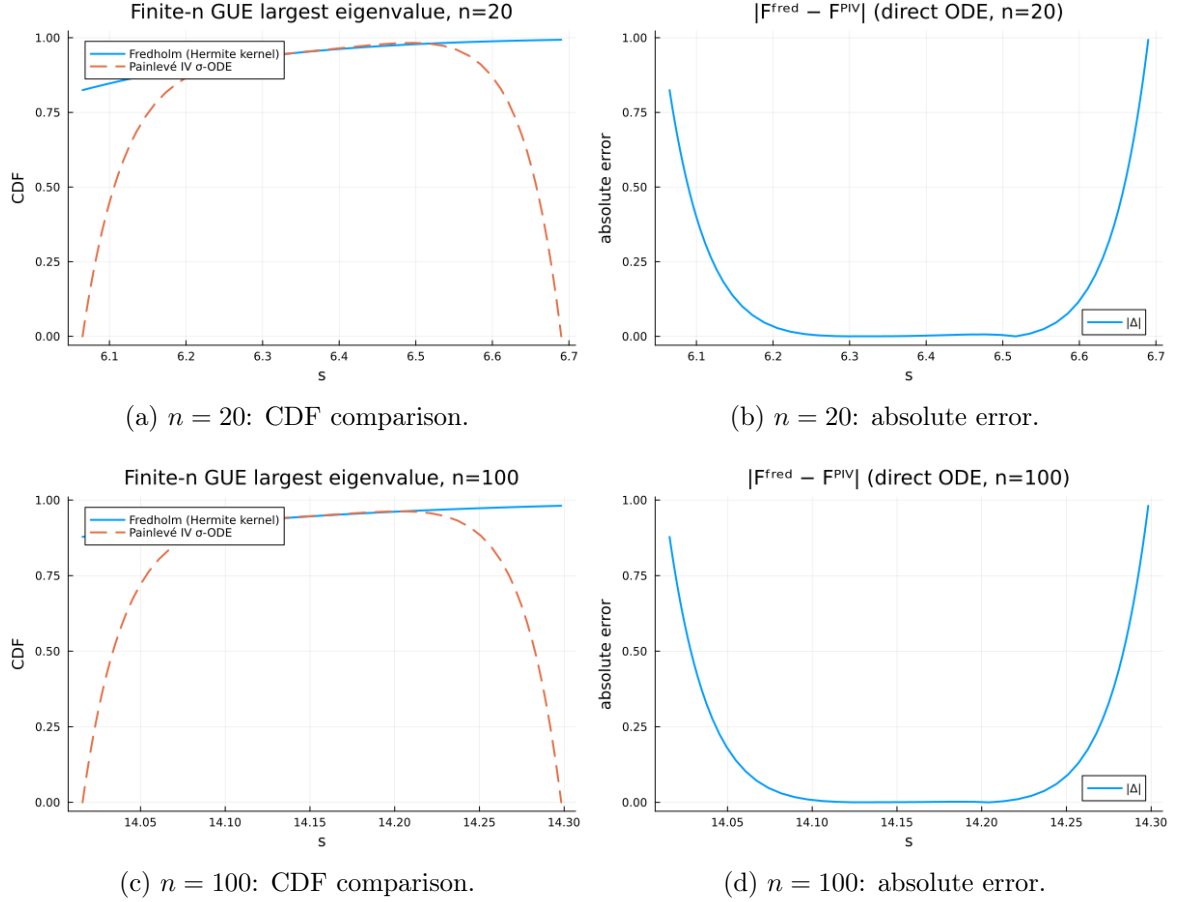 Finite-n GUE largest eigenvalue, n=20
1.00
0.75
0.50
0.25
0.00
CDF
Fredholm (Hermite kernel)
Painlevé IV σ-ODE
6.1 6.2 6.3 6.4 6.5 6.6 6.7
s
(a) n = 20: CDF comparison.
|Fᶠʳᵉᵈ − Fᴾᴵⱽ| (direct ODE, n=20)
1.00
0.75
0.50
0.25
0.00
absolute error
|Δ|
6.1 6.2 6.3 6.4 6.5 6.6 6.7
s
(b) n = 20: absolute error.
Finite-n GUE largest eigenvalue, n=100
1.00
0.75
0.50
0.25
0.00
CDF
Fredholm (Hermite kernel)
Painlevé IV σ-ODE
14.05 14.10 14.15 14.20 14.25 14.30
s
(c) n = 100: CDF comparison.
|Fᶠʳᵉᵈ − Fᴾᴵⱽ| (direct ODE, n=100)
1.00
0.75
0.50
0.25
0.00
absolute error
|Δ|
14.05 14.10 14.15 14.20 14.25 14.30
s
(d) n = 100: absolute error.